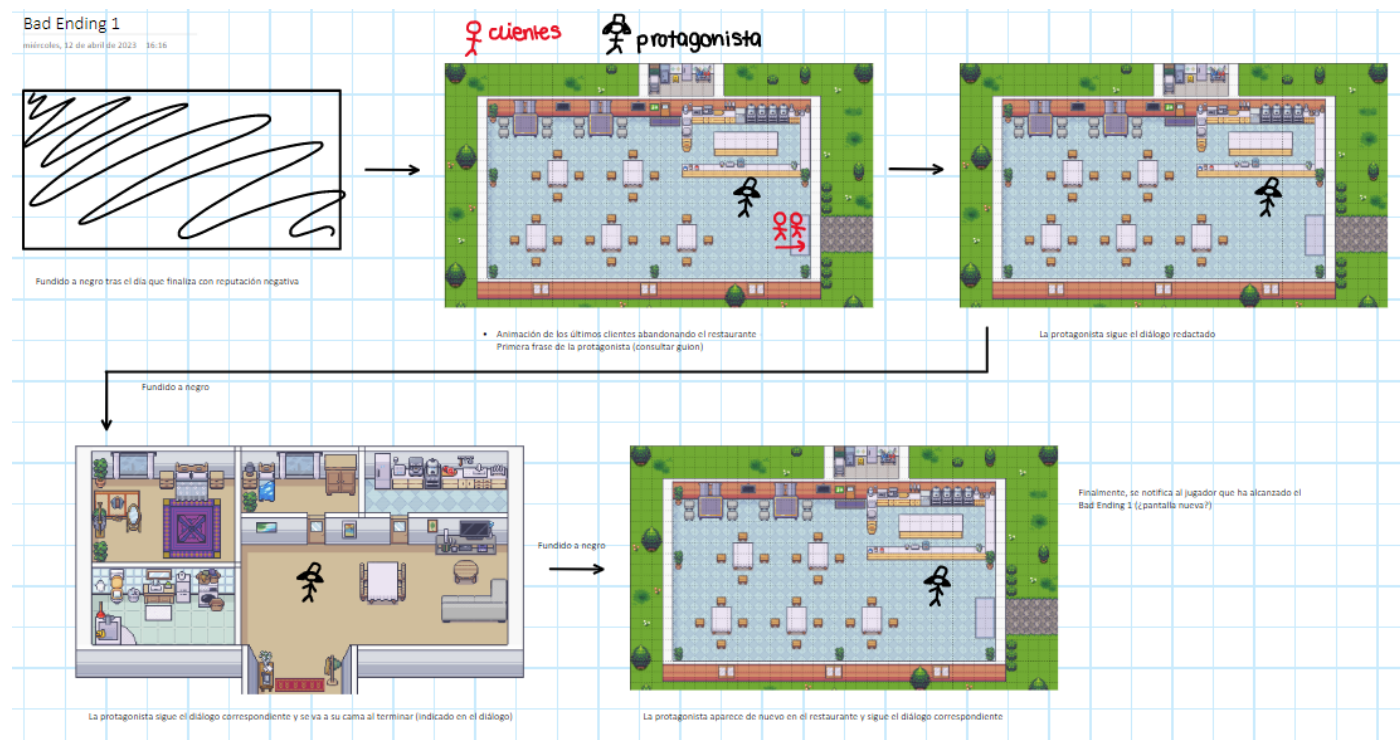 Bad Ending 1
miércoles, 12 de abril de 2023 16:16
clientes
protagonista
Fundido a negro tras el día que finaliza con reputación negativa
Animación de los últimos clientes abandonando el restaurante
Primera frase de la protagonista (consultar guion)
La protagonista sigue el diálogo redactado
Fundido a negro
Fundido a negro
Finalmente, se notifica al jugador que ha alcanzado el
Bad Ending 1 (¿pantalla nueva?)
La protagonista sigue el diálogo correspondiente y se va a su cama al terminar (indicado en el diálogo)
La protagonista aparece de nuevo en el restaurante y sigue el diálogo correspondiente